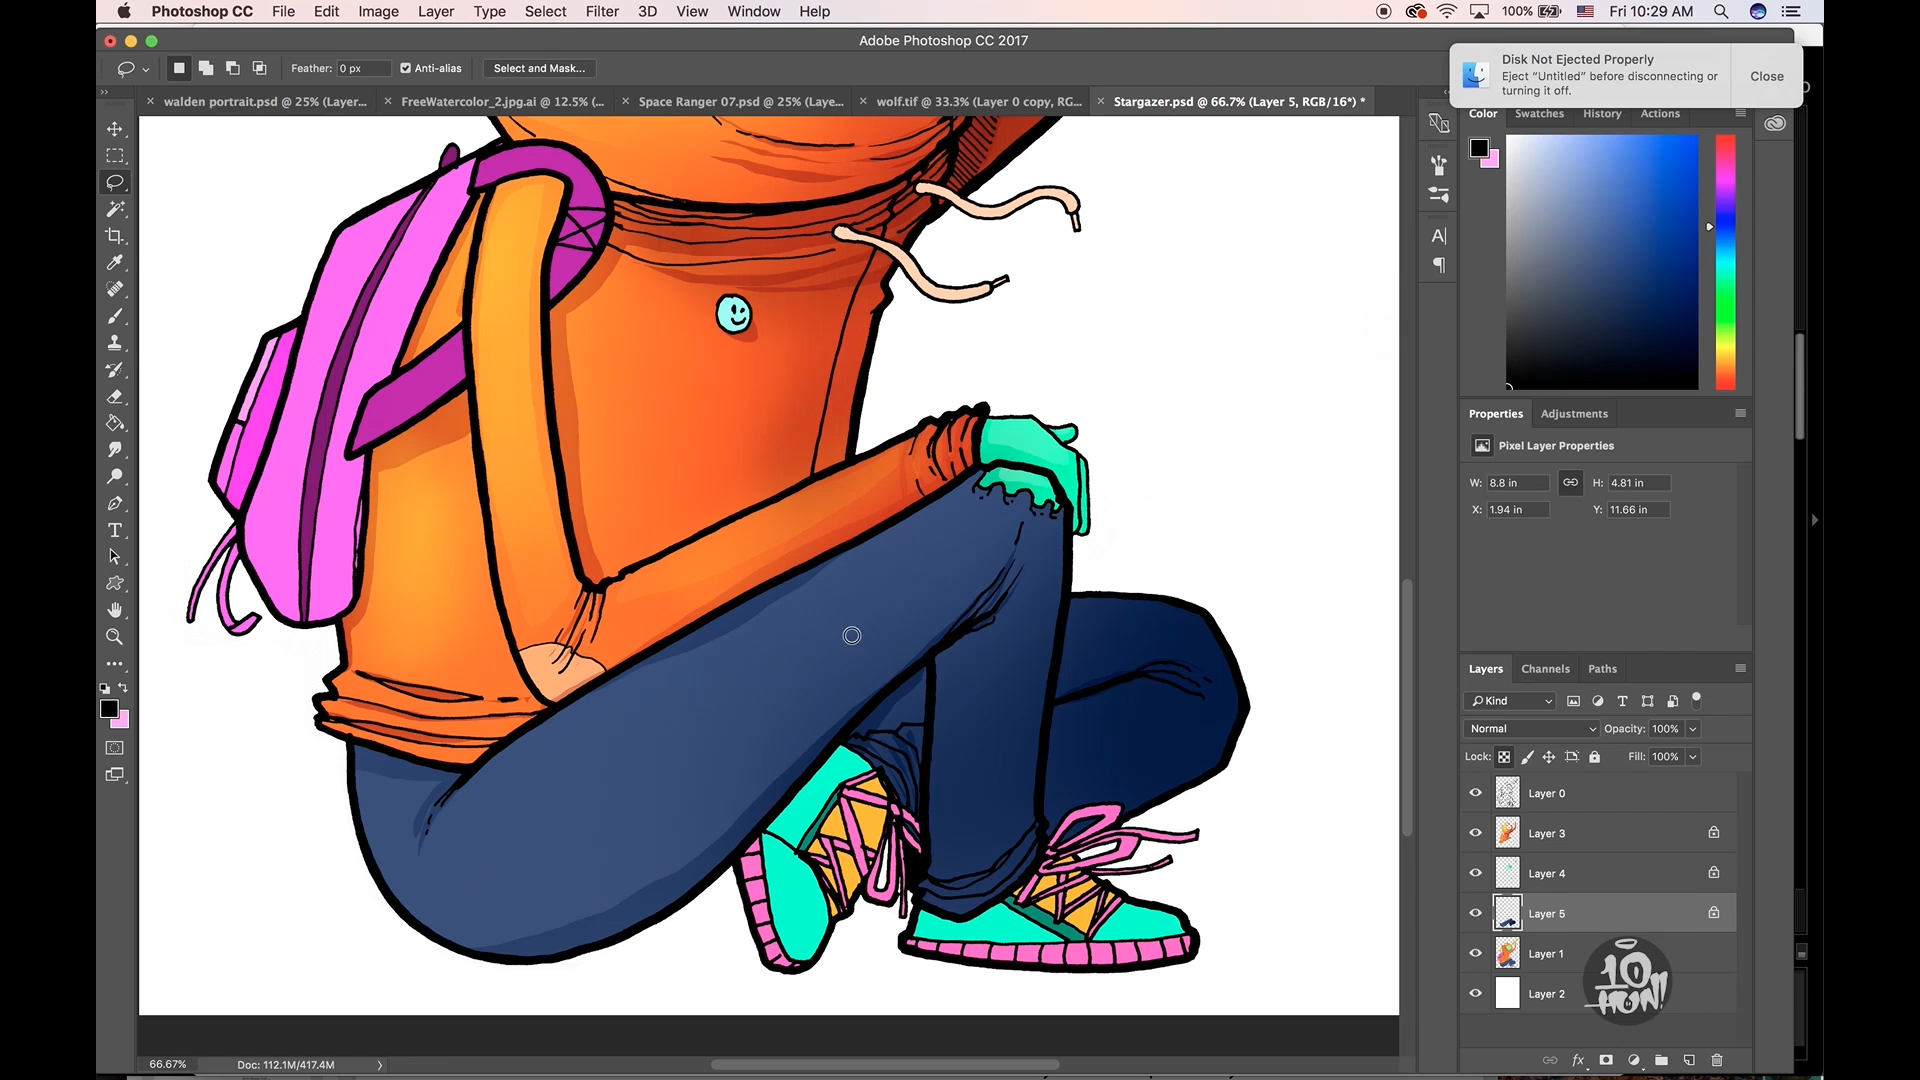 Photoshop CC File Edit Image Layer Type Select Filter 3D View Window Help 100% Fri 10:29 AM
Adobe Photoshop CC 2017
Feather: 0 px Anti-alias Select and Mask...
Disk Not Ejected Properly
Eject “Untitled” before disconnecting or
turning it off.
Close
walden portrait.psd @ 25% (Layer... FreeWatercolor_2.jpg.ai @ 12.5% (... Space Ranger 07.psd @ 25% (Laye... wolf.tif @ 33.3% (Layer 0 copy, RG... Stargazer.psd @ 66.7% (Layer 5, RGB/16*) *
Color Swatches History Actions
Properties Adjustments
Pixel Layer Properties
W: 8.8 in H: 4.81 in
X: 1.94 in Y: 11.66 in
Layers Channels Paths
Kind
Normal Opacity: 100%
Lock: Fill: 100%
Layer 0
Layer 3
Layer 4
Layer 5
Layer 1
Layer 2
10
66.67% Doc: 112.1M/417.4M